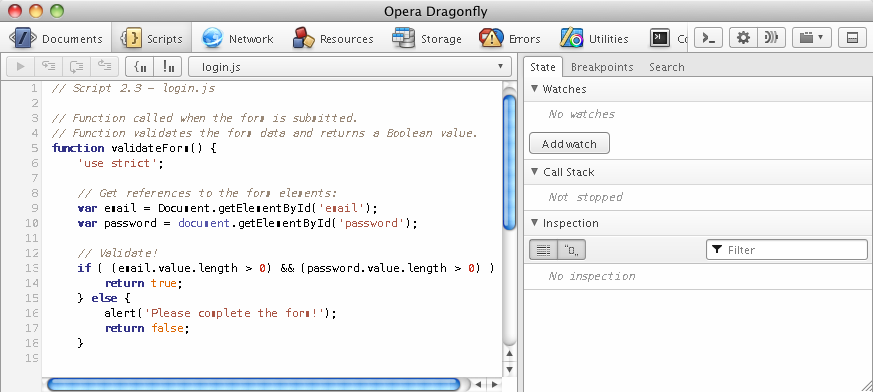 Opera Dragonfly
Documents Scripts Network Resources Storage Errors Utilities Co
login.js
State Breakpoints Search
1 // Script 2.3 - login.js
2
3 // Function called when the form is submitted.
4 // Function validates the form data and returns a Boolean value.
5 function validateForm() {
6 'use strict';
7
8 // Get references to the form elements:
9 var email = Document.getElementById('email');
10 var password = document.getElementById('password');
11
12 // Validate!
13 if ( (email.value.length > 0) && (password.value.length > 0) )
14 return true;
15 } else {
16 alert('Please complete the form!');
17 return false;
18 }
19
Watches
No watches
Add watch
Call Stack
Not stopped
Inspection
Filter
No inspection